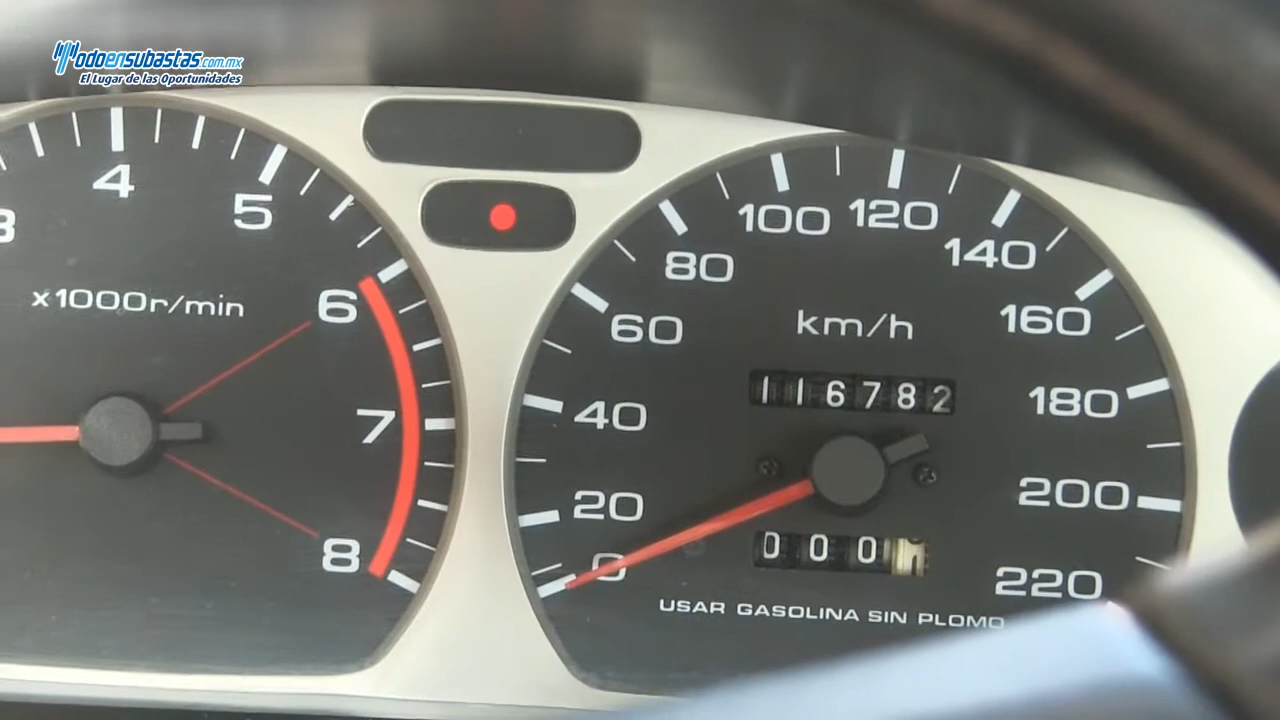 Todoensubastas.com.mx
El Lugar de las Oportunidades
3 4 5 6 7 8
x1000r/min
0 20 40 60 80 100 120 140 160 180 200 220
km/h
116782
000
USAR GASOLINA SIN PLOMO